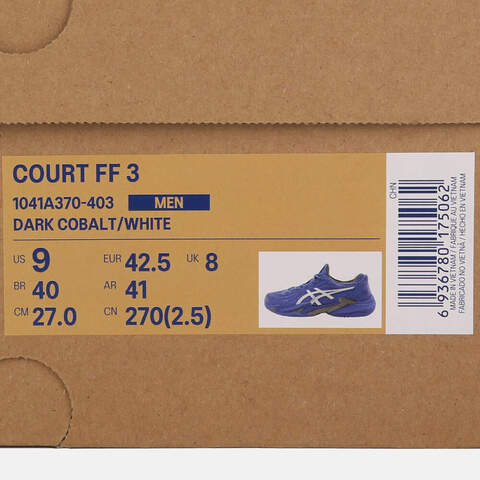 COURT FF 3
1041A370-403 MEN
DARK COBALT/WHITE
US 9 EUR 42.5 UK 8
BR 40 AR 41
CM 27.0 CN 270(2.5)
CHN
6 936780 175062
MADE IN VIETNAM / FABRIQUÉ AU VIETNAM
FABRICADO NO VIETNÃ / HECHO EN VIETNAM